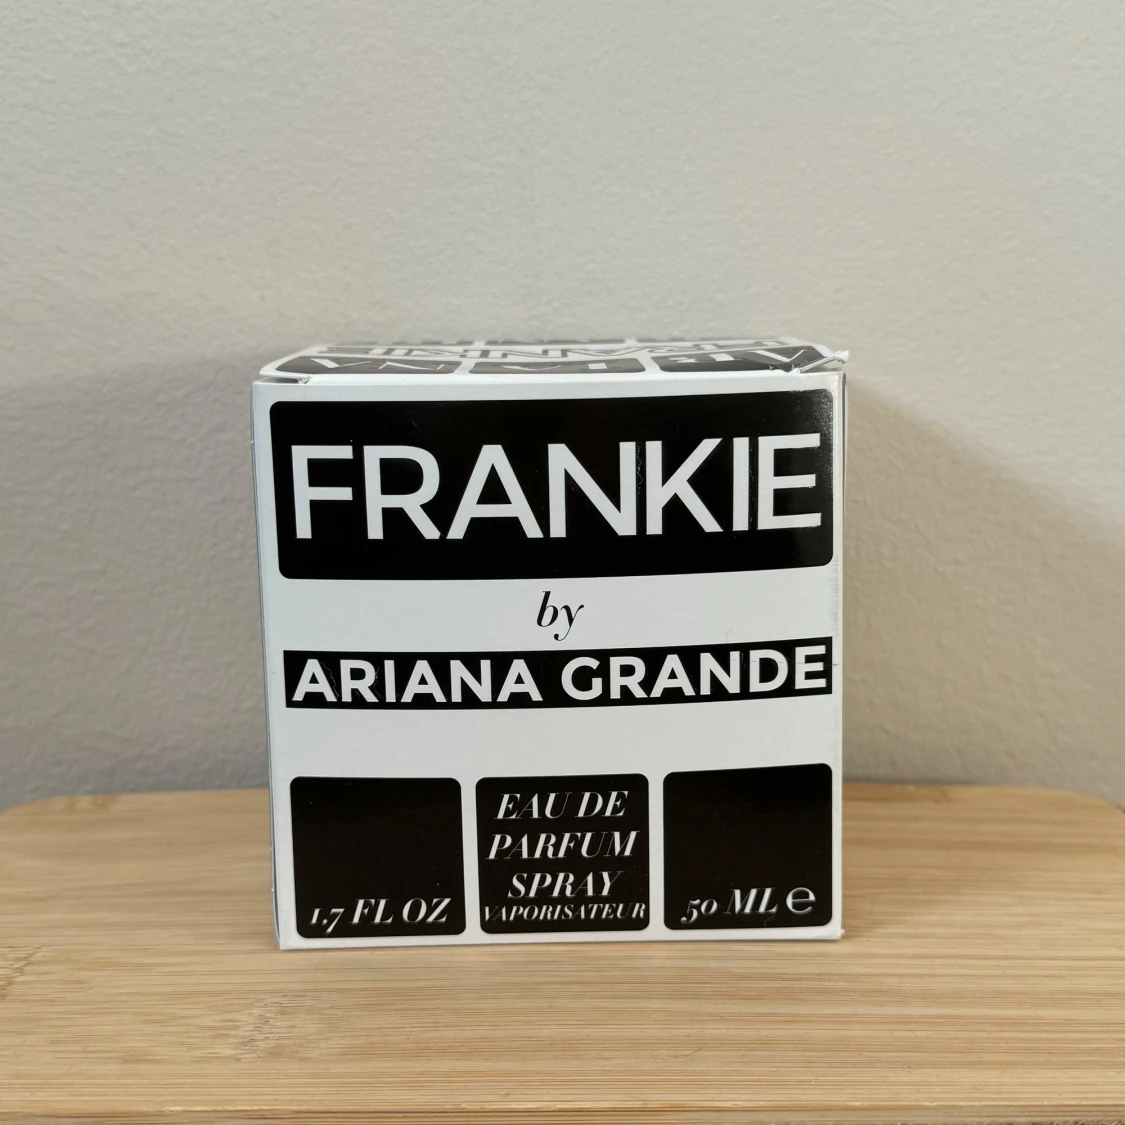 FRANKIE
by
ARIANA GRANDE
1.7 FL OZ
EAU DE
PARFUM
SPRAY
VAPORISATEUR
50 ML ℮